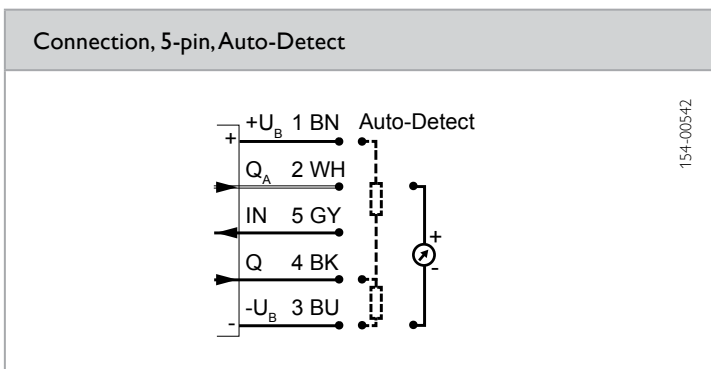 Connection, 5-pin, Auto-Detect
154-00542
+U_B 1 BN Auto-Detect
+
Q_A 2 WH
IN 5 GY
+
Q 4 BK
-
-U_B 3 BU
-